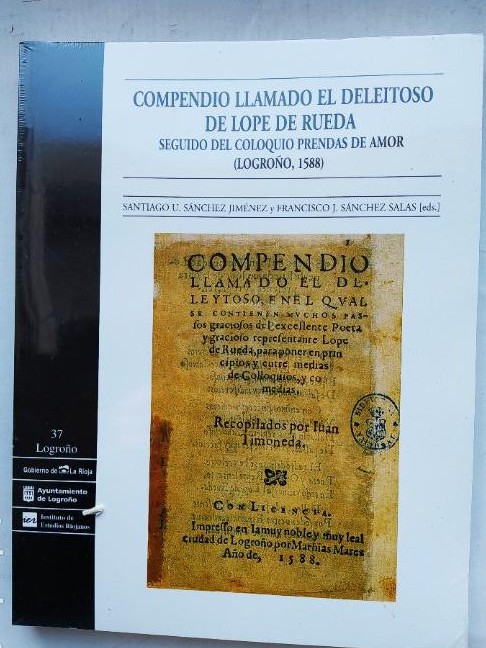 COMPENDIO LLAMADO EL DELEITOSO
DE LOPE DE RUEDA
SEGUIDO DEL COLOQUIO PRENDAS DE AMOR
(LOGROÑO, 1588)
SANTIAGO U. SÁNCHEZ JIMÉNEZ y FRANCISCO J. SÁNCHEZ SALAS [eds.]
COMPENDIO
LLAMADO EL DE-
LEYTOSO, ENEL QVAL
SE CONTIENEN MVCHOS PAS-
sos graciosos del excellente Poeta
y gracioso representante Lope
de Rueda, para poner en prin
cipios y entre medias
de Colloquios, y co
medias.
Recopilados por Iuan
Timoneda.
CON LICENCIA.
Impresso en la muy noble y muy leal
ciudad de Logroño por Mathias Mares
Año de, 1588.
37
Logroño
Gobierno de La Rioja
Ayuntamiento
de Logroño
ier
Instituto de
Estudios Riojanos